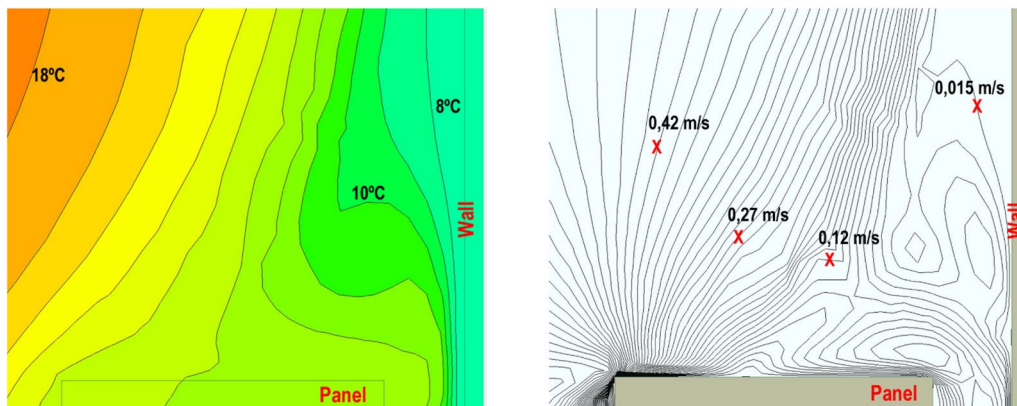 18ºC
8ºC
10ºC
Wall
Panel
0,015 m/s
0,42 m/s
X
X
0,27 m/s
X
0,12 m/s
X
Wall
Panel